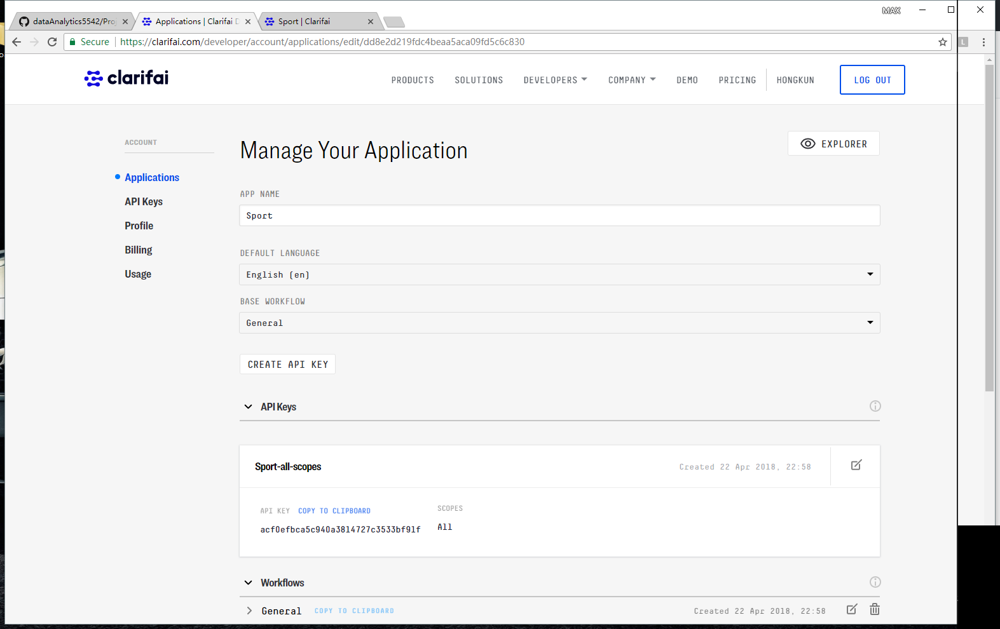 MAX
dataAnalytics5542/Proj
Applications | Clarifai D
Sport | Clarifai
Secure
https://clarifai.com/developer/account/applications/edit/dd8e2d219fdc4beaa5aca09fd5c6c830
L
clarifai
PRODUCTS
SOLUTIONS
DEVELOPERS
COMPANY
DEMO
PRICING
HONGKUN
LOG OUT
ACCOUNT
Applications
API Keys
Profile
Billing
Usage
Manage Your Application
EXPLORER
APP NAME
Sport
DEFAULT LANGUAGE
English (en)
BASE WORKFLOW
General
CREATE API KEY
API Keys
Sport-all-scopes
Created 22 Apr 2018, 22:58
API KEY COPY TO CLIPBOARD
SCOPES
acf0efbca5c940a3814727c3533bf91f
All
Workflows
General
COPY TO CLIPBOARD
Created 22 Apr 2018, 22:58